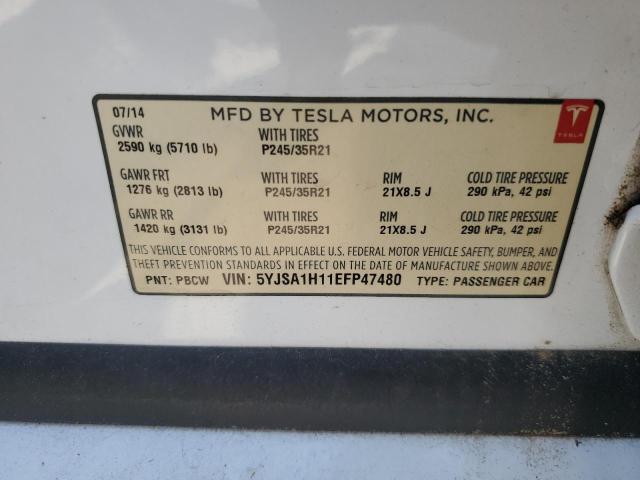 07/14 MFD BY TESLA MOTORS, INC.
GVWR WITH TIRES
2590 kg (5710 lb) P245/35R21
TESLA
GAWR FRT WITH TIRES RIM COLD TIRE PRESSURE
1276 kg (2813 lb) P245/35R21 21X8.5 J 290 kPa, 42 psi
GAWR RR WITH TIRES RIM COLD TIRE PRESSURE
1420 kg (3131 lb) P245/35R21 21X8.5 J 290 kPa, 42 psi
THIS VEHICLE CONFORMS TO ALL APPLICABLE U.S. FEDERAL MOTOR VEHICLE SAFETY, BUMPER, AND
THEFT PREVENTION STANDARDS IN EFFECT ON THE DATE OF MANUFACTURE SHOWN ABOVE.
PNT: PBCW VIN: 5YJSA1H11EFP47480 TYPE: PASSENGER CAR